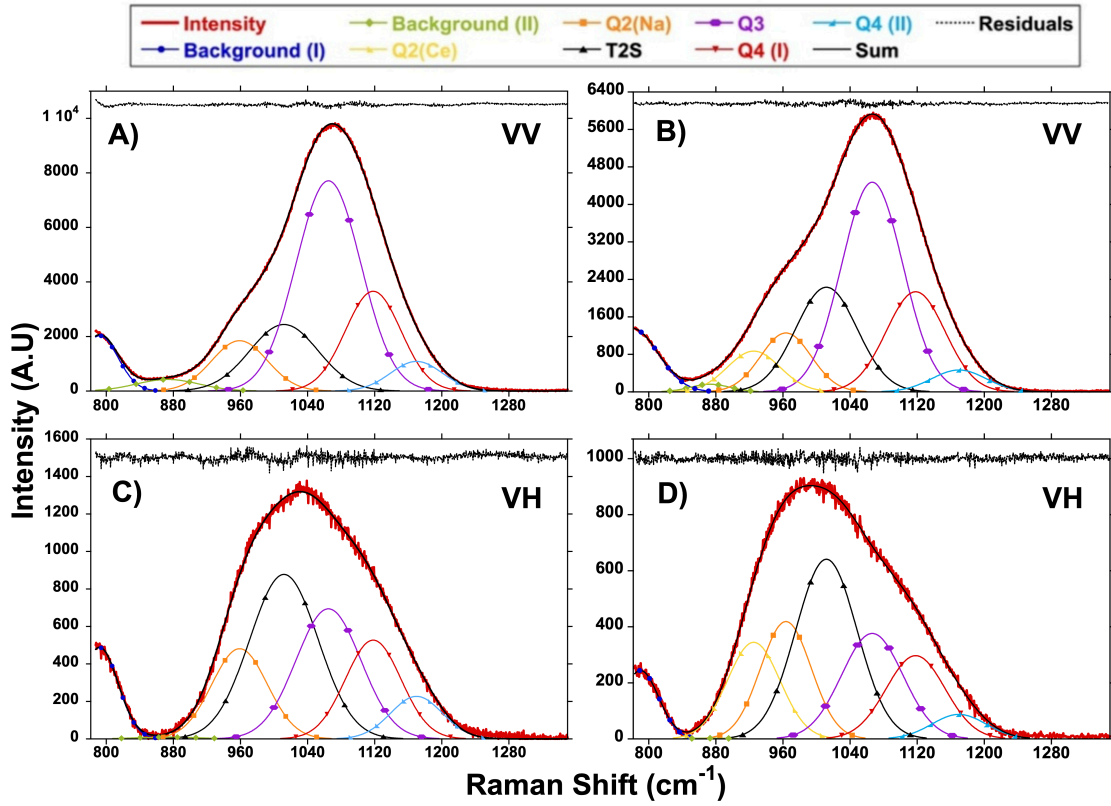 Intensity Background (II) Q2(Na) Q3 Q4 (II) Residuals
Background (I) Q2(Ce) T2S Q4 (I) Sum
A) VV
1 10⁴
8000
6000
4000
2000
0
800 880 960 1040 1120 1200 1280
B) VV
6400
5600
4800
4000
3200
2400
1600
800
0
800 880 960 1040 1120 1200 1280
C) VH
1600
1400
1200
1000
800
600
400
200
0
800 880 960 1040 1120 1200 1280
D) VH
1000
800
600
400
200
0
800 880 960 1040 1120 1200 1280
Intensity (A.U)
Raman Shift (cm⁻¹)